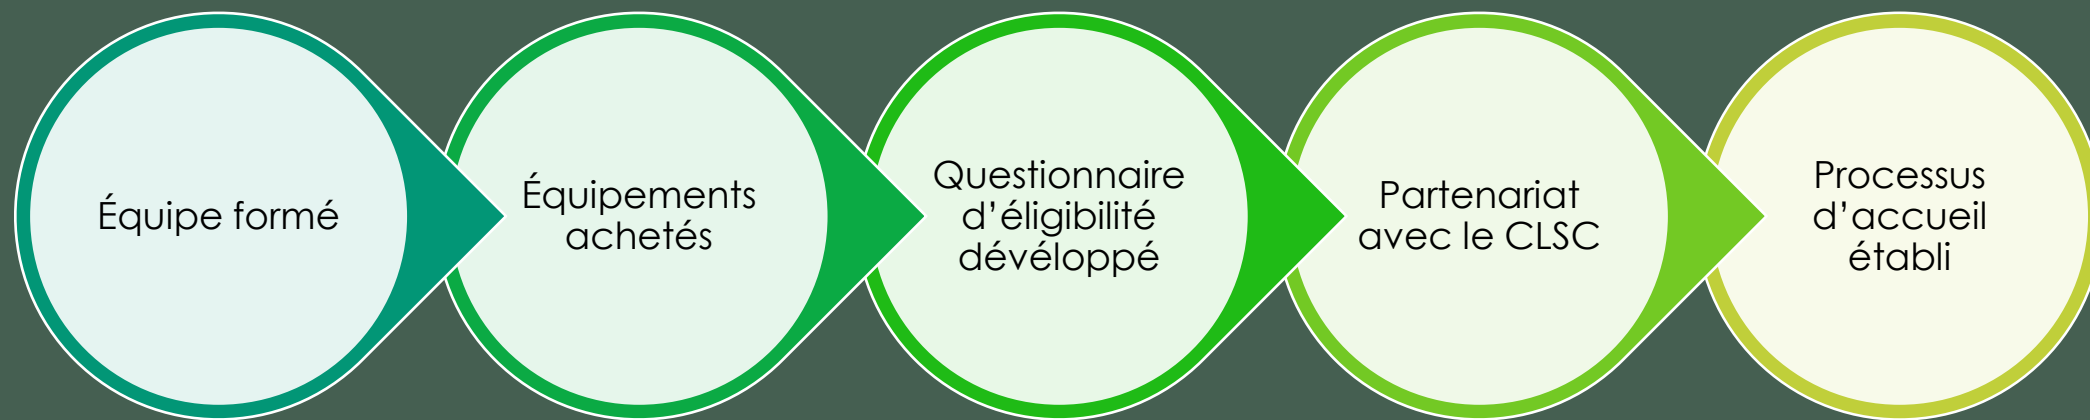 Équipe formé
Équipements
achetés
Questionnaire
d’éligibilité
dévéloppé
Partenariat
avec le CLSC
Processus
d’accueil
établi